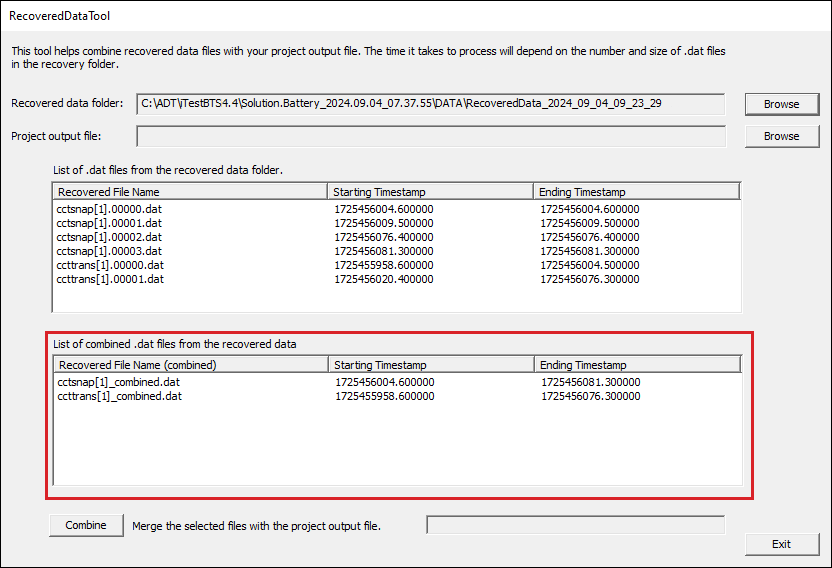 RecoveredDataTool
This tool helps combine recovered data files with your project output file. The time it takes to process will depend on the number and size of .dat files
in the recovery folder.
Recovered data folder: C:\ADT\iTestBTS4.4\Solution.Battery_2024.09.04_07.37.55\DATA\RecoveredData_2024_09_04_09_23_29 Browse
Project output file: Browse
List of .dat files from the recovered data folder.
Recovered File Name Starting Timestamp Ending Timestamp
cctsnap[1].00000.dat 1725456004.600000 1725456004.600000
cctsnap[1].00001.dat 1725456009.500000 1725456009.500000
cctsnap[1].00002.dat 1725456076.400000 1725456076.400000
cctsnap[1].00003.dat 1725456081.300000 1725456081.300000
ccttrans[1].00000.dat 1725455958.600000 1725456004.500000
ccttrans[1].00001.dat 1725456020.400000 1725456076.300000
List of combined .dat files from the recovered data
Recovered File Name (combined) Starting Timestamp Ending Timestamp
cctsnap[1]_combined.dat 1725456004.600000 1725456081.300000
ccttrans[1]_combined.dat 1725455958.600000 1725456076.300000
Combine Merge the selected files with the project output file.
Exit